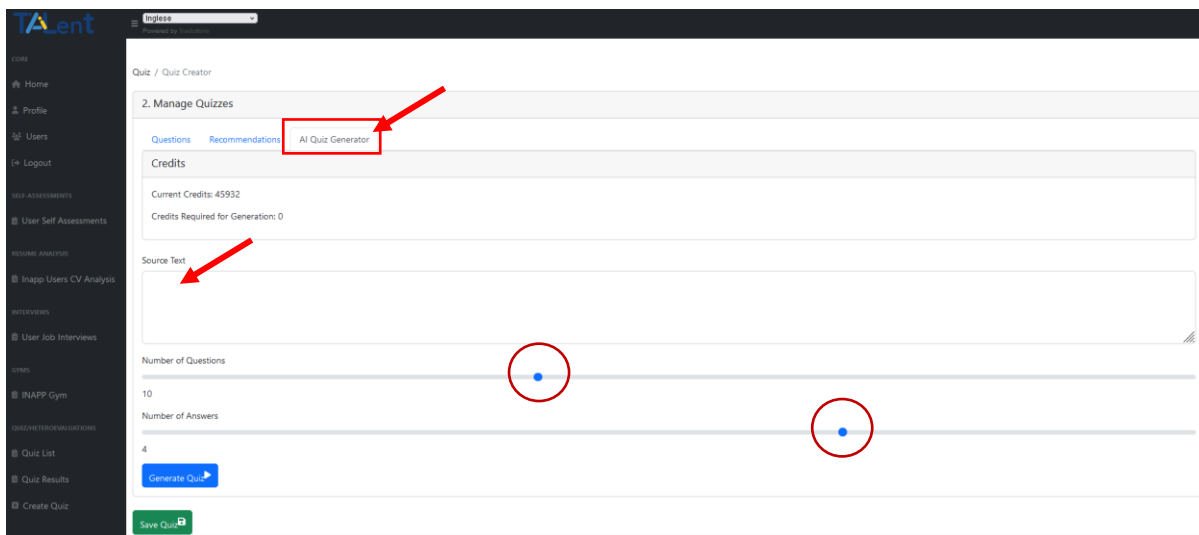 TALent
Inglese
Powered by Traduttore
CORE
Home
Profile
Users
Logout
SELF-ASSESSMENTS
User Self Assessments
RESUME ANALYSIS
Inapp Users CV Analysis
INTERVIEWS
User Job Interviews
GYMS
INAPP Gym
QUIZ/HETEROEVALUATIONS
Quiz List
Quiz Results
Create Quiz
Quiz / Quiz Creator
2. Manage Quizzes
Questions Recommendations AI Quiz Generator
Credits
Current Credits: 45932
Credits Required for Generation: 0
Source Text
Number of Questions
10
Number of Answers
4
Generate Quiz
Save Quiz